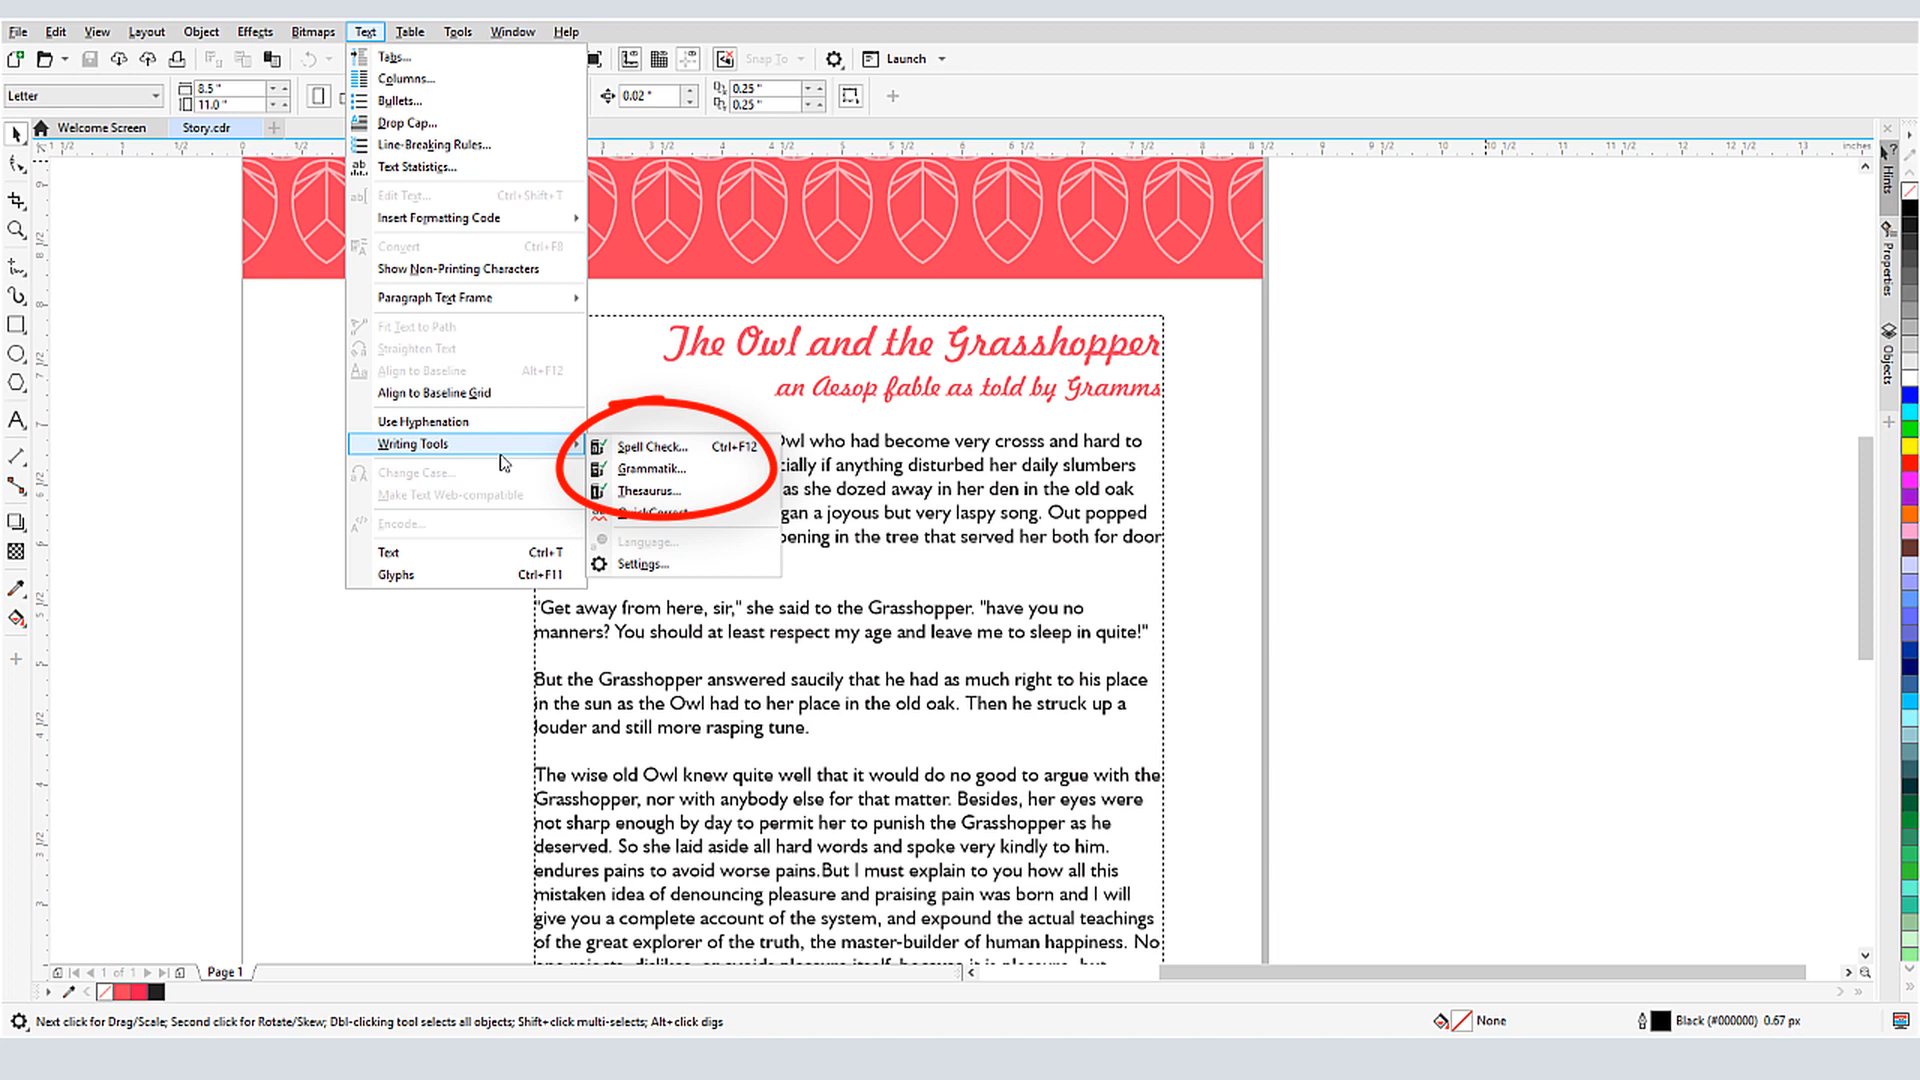 File Edit View Layout Object Effects Bitmaps Text Table Tools Window Help
Snap To Launch
Letter 8.5 " 11.0 " 0.02 " 0.25 " 0.25 "
Welcome Screen Story.cdr
Tabs...
Columns...
Bullets...
Drop Cap...
Line-Breaking Rules...
Text Statistics...
Edit Text... Ctrl+Shift+T
Insert Formatting Code
Convert Ctrl+F8
Show Non-Printing Characters
Paragraph Text Frame
Fit Text to Path
Straighten Text
Align to Baseline Alt+F12
Align to Baseline Grid
Use Hyphenation
Writing Tools
Change Case...
Make Text Web-compatible
Encode...
Text Ctrl+T
Glyphs Ctrl+F11
Spell Check... Ctrl+F12
Grammatik...
Thesaurus...
QuickCorrect...
Language...
Settings...
inches
Hints
Properties
Objects
The Owl and the Grasshopper
an Aesop fable as told by Gramms
Owl who had become very crosss and hard to
if anything disturbed her daily slumbers
as she dozed away in her den in the old oak
a joyous but very laspy song. Out popped
in the tree that served her both for door
"Get away from here, sir," she said to the Grasshopper. "have you no
manners? You should at least respect my age and leave me to sleep in quite!"
But the Grasshopper answered saucily that he had as much right to his place
in the sun as the Owl had to her place in the old oak. Then he struck up a
louder and still more rasping tune.
The wise old Owl knew quite well that it would do no good to argue with the
Grasshopper, nor with anybody else for that matter. Besides, her eyes were
not sharp enough by day to permit her to punish the Grasshopper as he
deserved. So she laid aside all hard words and spoke very kindly to him.
endures pains to avoid worse pains.But I must explain to you how all this
mistaken idea of denouncing pleasure and praising pain was born and I will
give you a complete account of the system, and expound the actual teachings
of the great explorer of the truth, the master-builder of human happiness. No
1 of 1 Page 1
Next click for Drag/Scale; Second click for Rotate/Skew; Dbl-clicking tool selects all objects; Shift+click multi-selects; Alt+click digs
None Black (#000000) 0.67 px